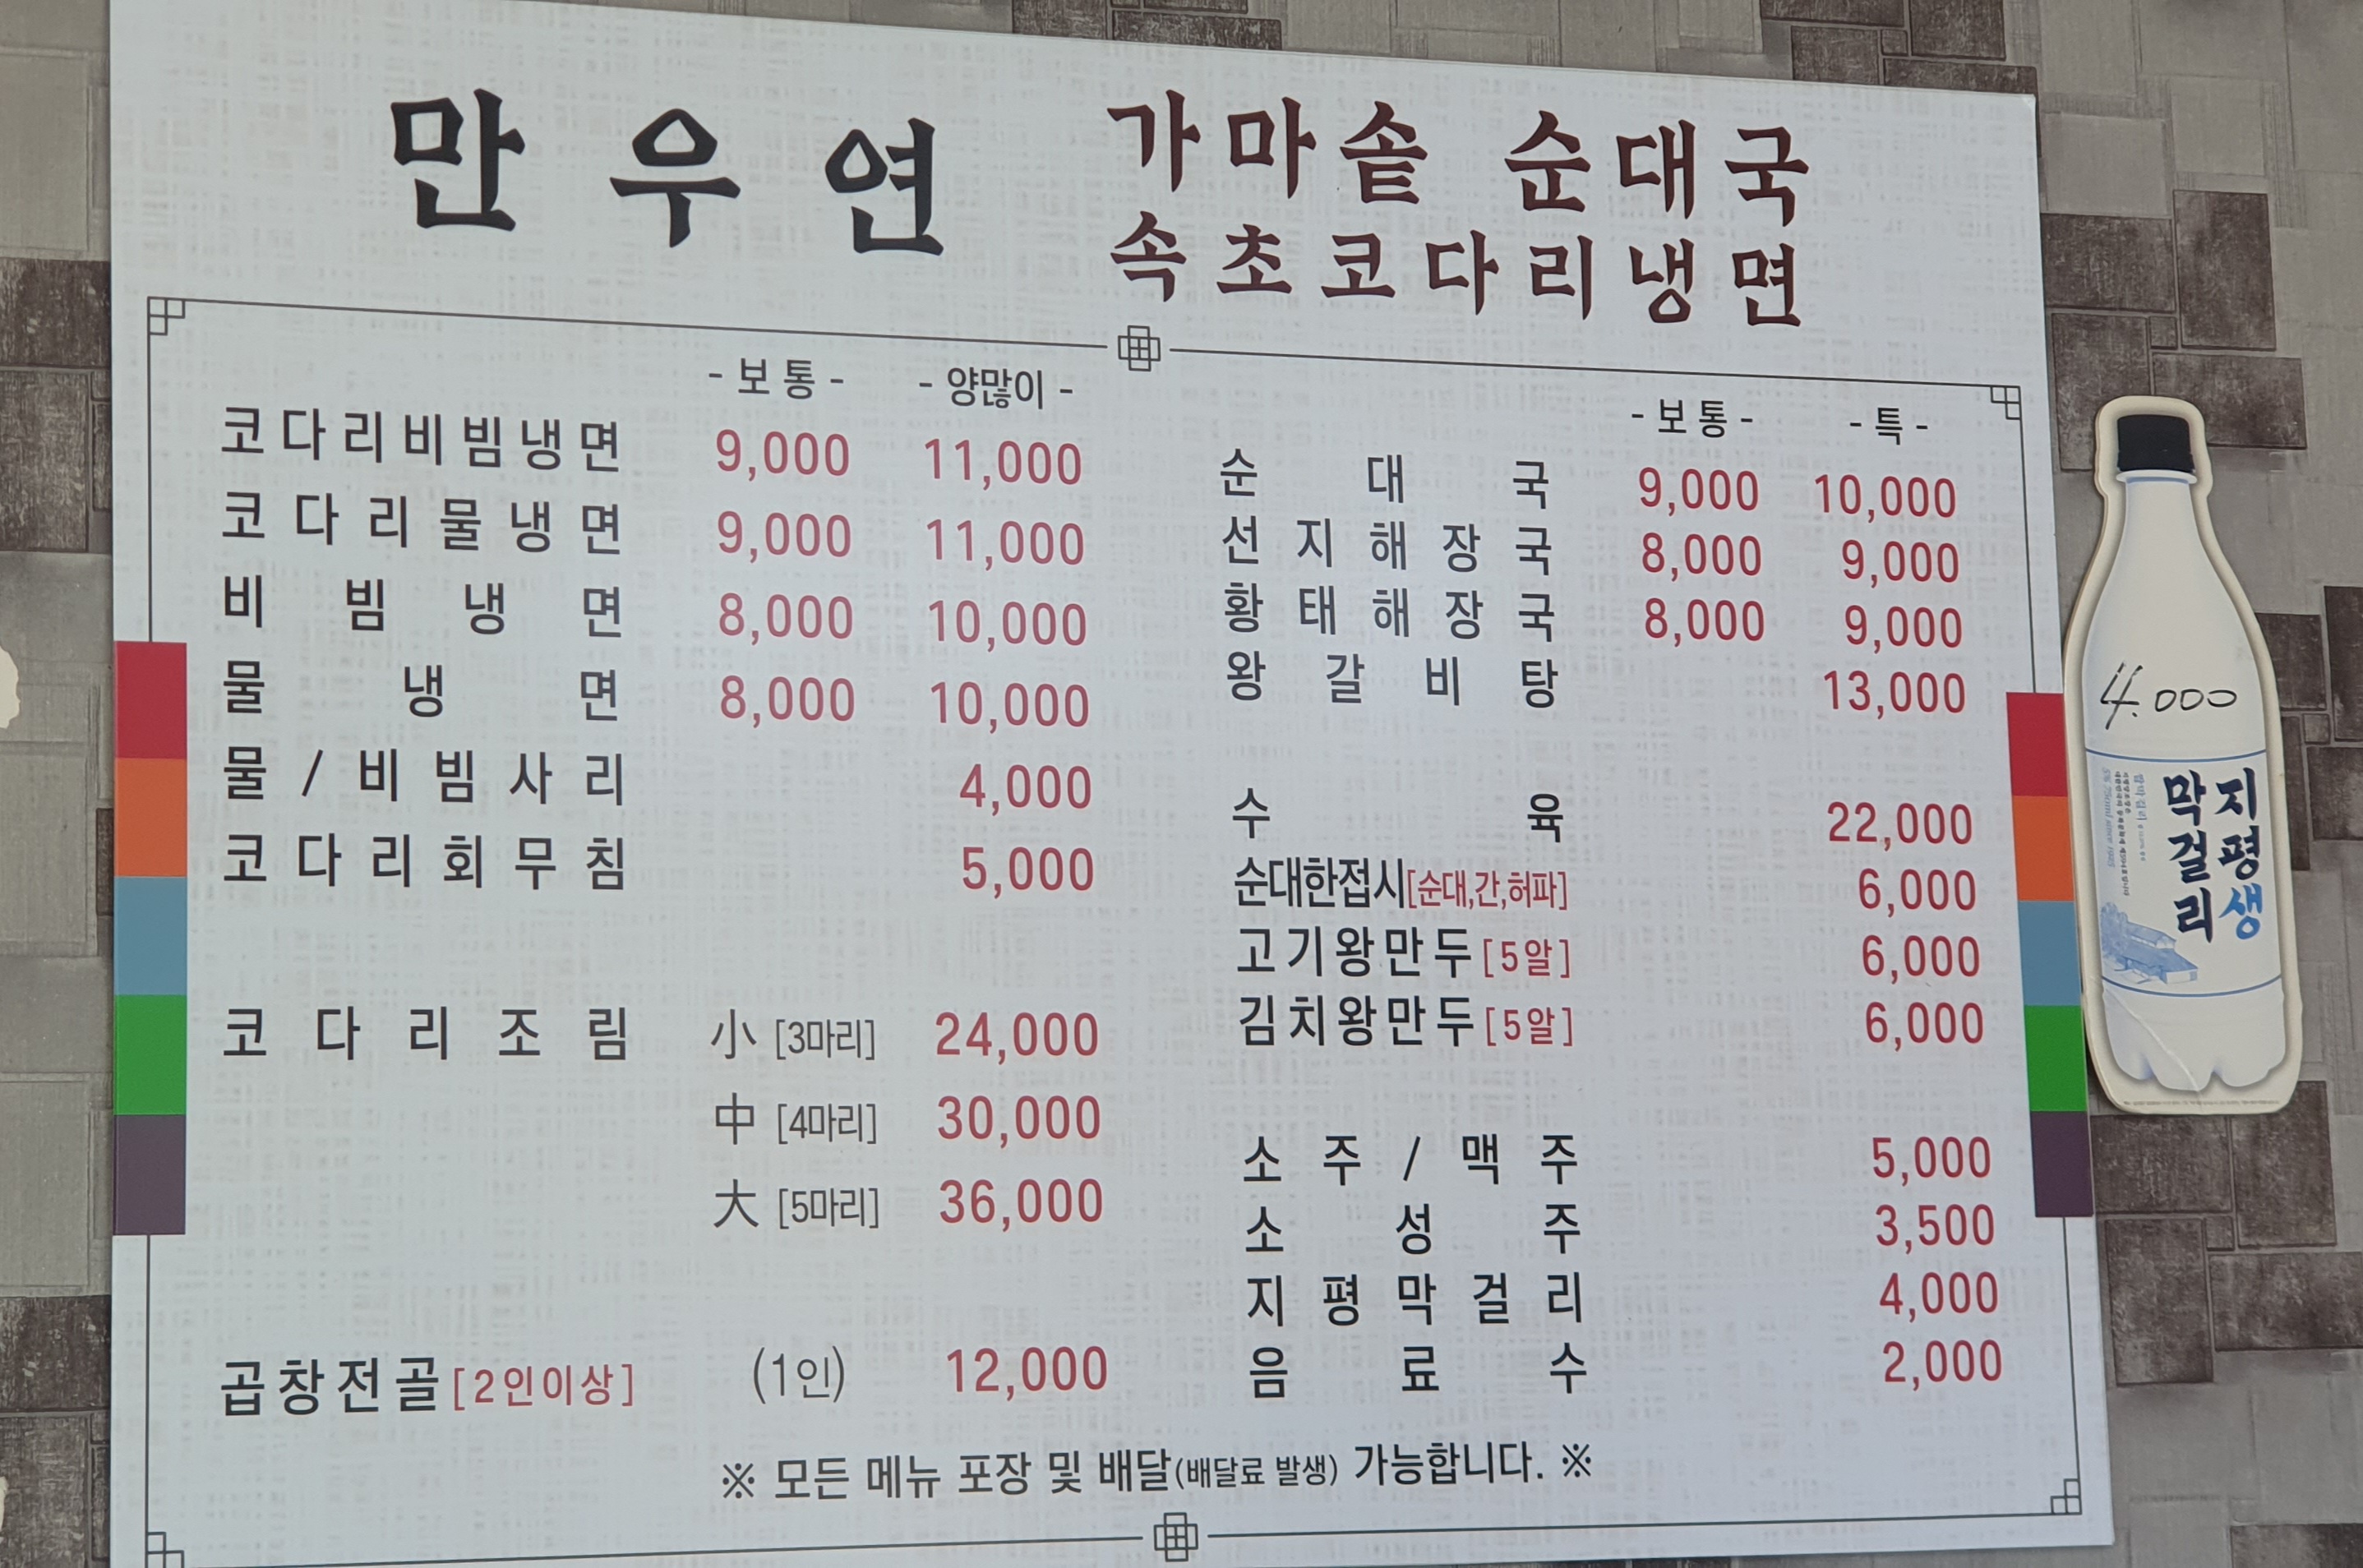 만우연
가마솥 순대국
속초코다리냉면
- 보통 - - 양많이 -
코다리비빔냉면 9,000 11,000
코다리물냉면 9,000 11,000
비빔냉면 8,000 10,000
물냉면 8,000 10,000
물/비빔사리 4,000
코다리회무침 5,000
코다리조림 小 [3마리] 24,000
中 [4마리] 30,000
大 [5마리] 36,000
곱창전골[2인이상] (1인) 12,000
- 보통 - - 특 -
순대국 9,000 10,000
선지해장국 8,000 9,000
황태해장국 8,000 9,000
왕갈비탕 13,000
수육 22,000
순대한접시[순대,간,허파] 6,000
고기왕만두[5알] 6,000
김치왕만두[5알] 6,000
소주/맥주 5,000
소성주 3,500
지평막걸리 4,000
음료수 2,000
※ 모든 메뉴 포장 및 배달(배달료 발생) 가능합니다. ※
4.000
지평생
막걸리